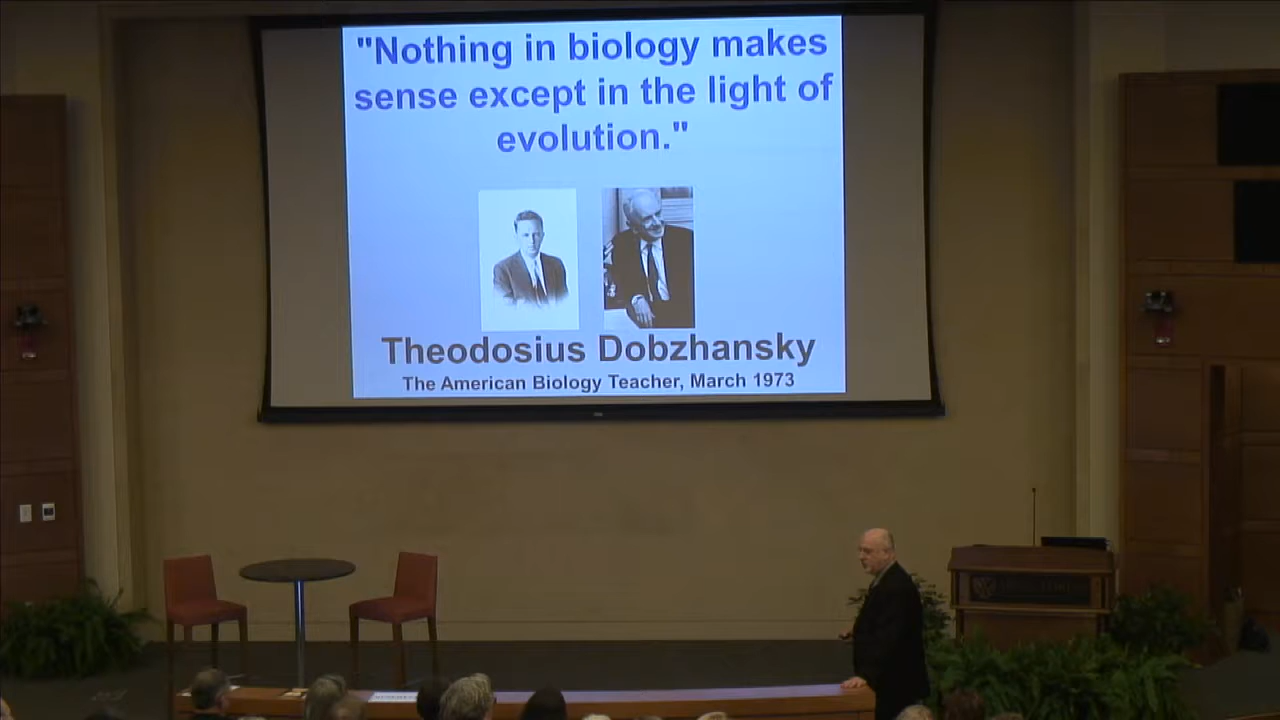 "Nothing in biology makes
sense except in the light of
evolution."
Theodosius Dobzhansky
The American Biology Teacher, March 1973